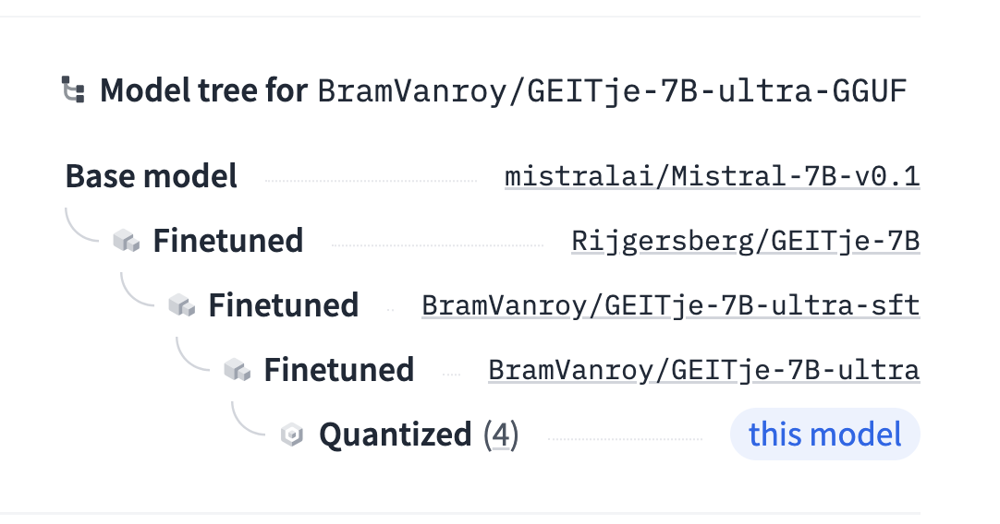 Model tree for BramVanroy/GEITje-7B-ultra-GGUF
Base model mistralai/Mistral-7B-v0.1
Finetuned Rijgersberg/GEITje-7B
Finetuned BramVanroy/GEITje-7B-ultra-sft
Finetuned BramVanroy/GEITje-7B-ultra
Quantized (4) this model